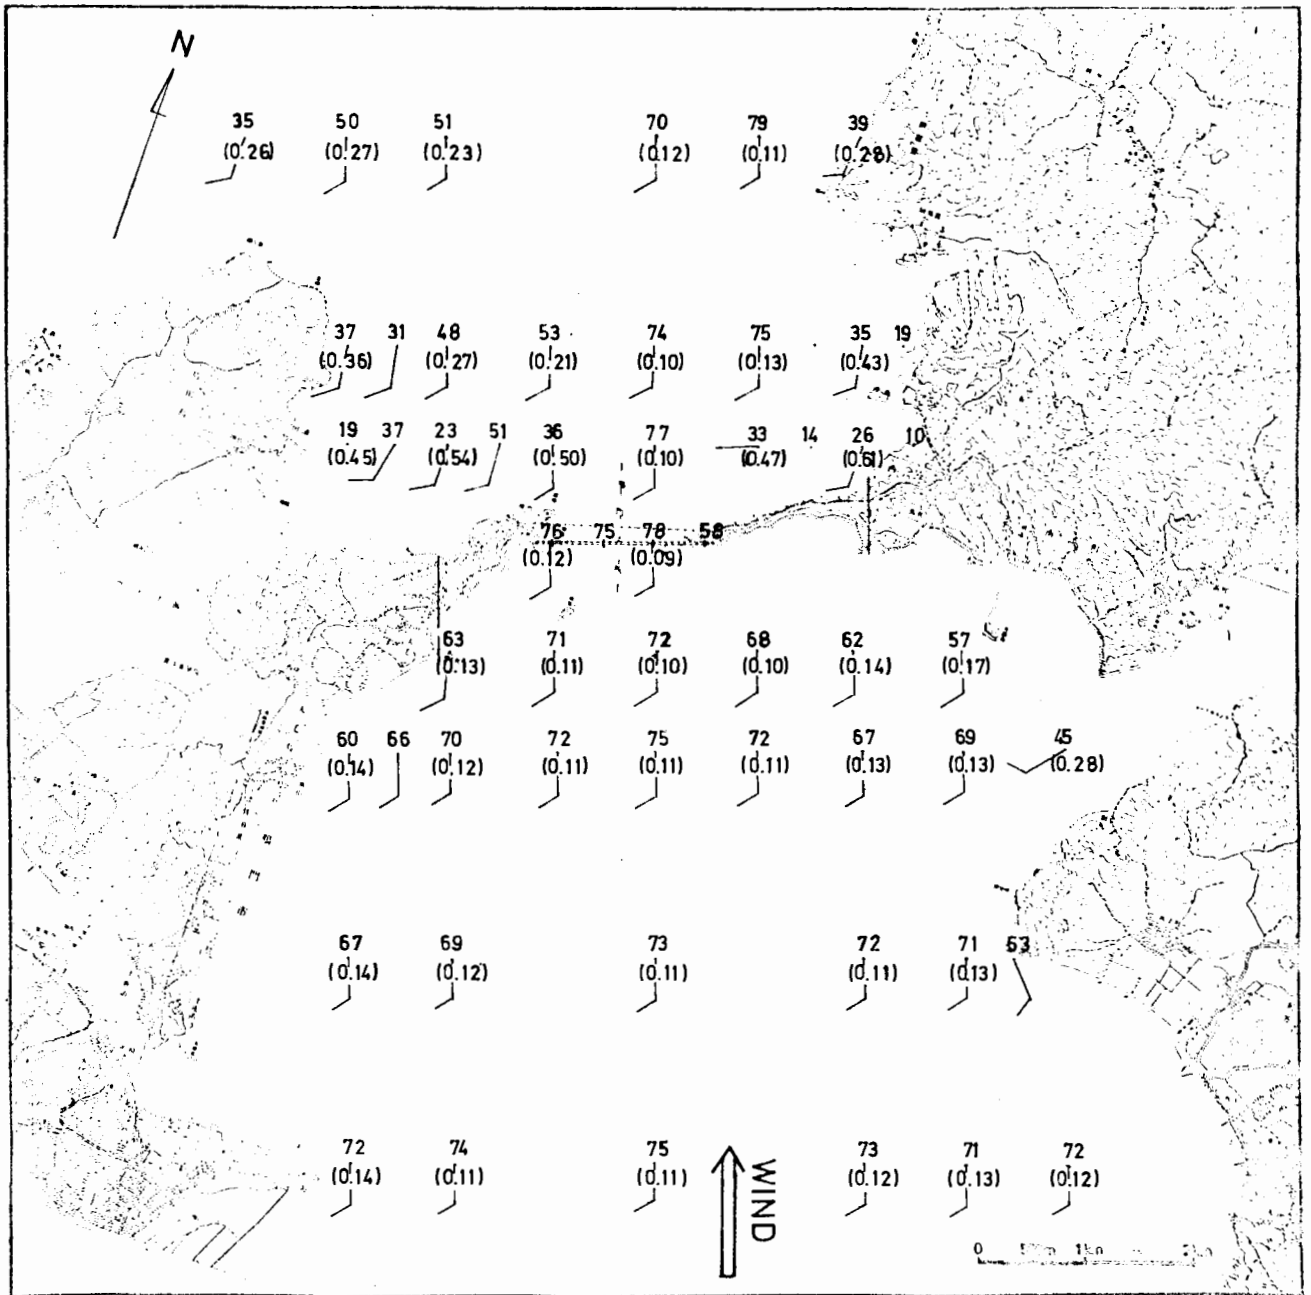 N
35 50 51 70 79 39
(0.26) (0.27) (0.23) (0.12) (0.11) (0.28)
37 31 48 53 74 75 35 19
(0.36) (0.27) (0.21) (0.10) (0.13) (0.43)
19 37 23 51 36 77 33 14 26 10
(0.45) (0.54) (0.50) (0.10) (0.47) (0.61)
76 75 78 58
(0.12) (0.09)
63 71 72 68 62 57
(0.13) (0.11) (0.10) (0.10) (0.14) (0.17)
60 66 70 72 75 72 67 69 45
(0.14) (0.12) (0.11) (0.11) (0.11) (0.13) (0.13) (0.28)
67 69 73 72 71 53
(0.14) (0.12) (0.11) (0.11) (0.13)
72 74 75 73 71 72
(0.14) (0.11) (0.11) (0.12) (0.13) (0.12)
WIND
0 500m 1km 2km